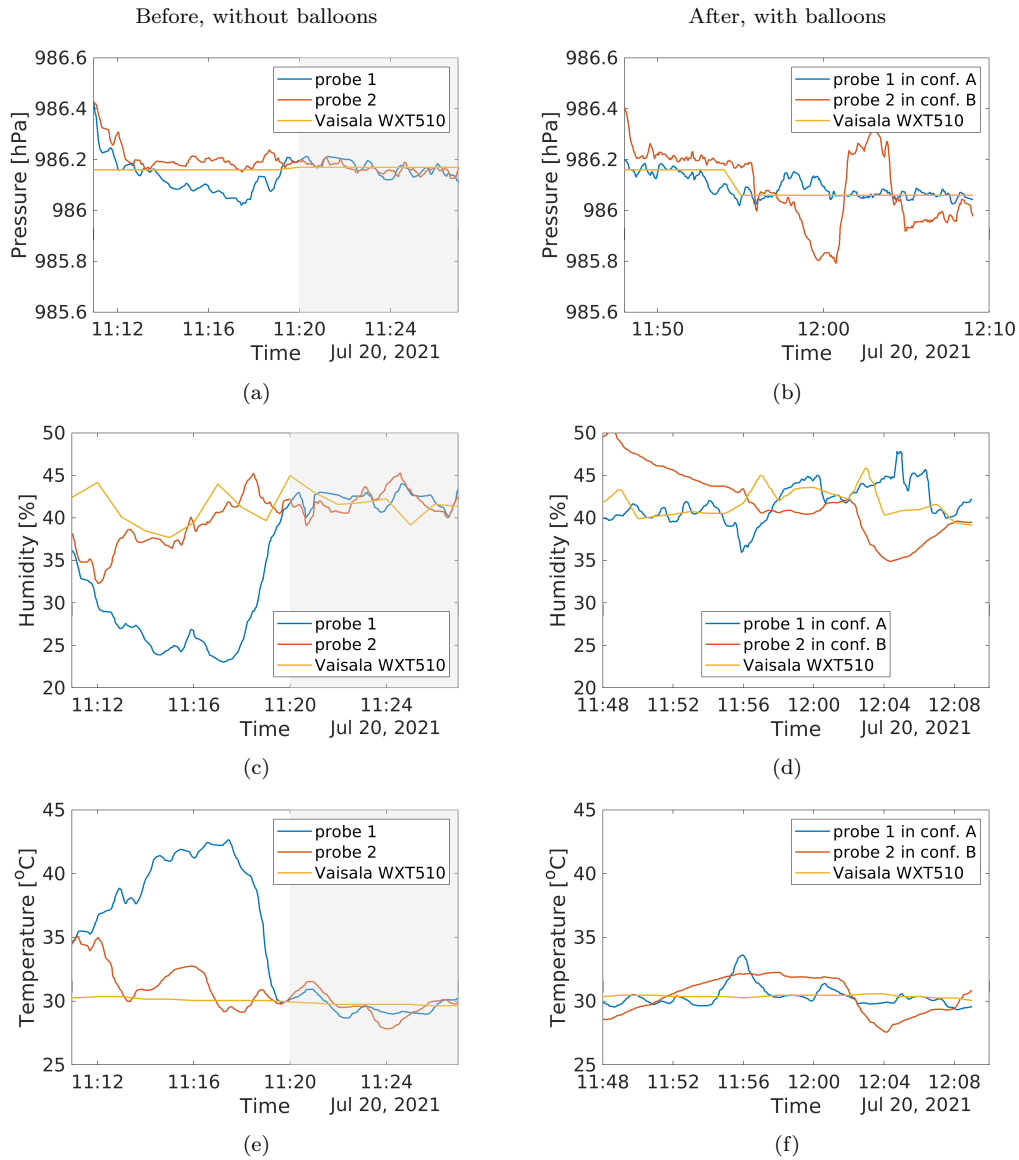 Before, without balloons
After, with balloons
986.6
986.4
986.2
986
985.8
985.6
Pressure [hPa]
probe 1
probe 2
Vaisala WXT510
11:12
11:16
11:20
11:24
Time
Jul 20, 2021
(a)
986.6
986.4
986.2
986
985.8
985.6
Pressure [hPa]
probe 1 in conf. A
probe 2 in conf. B
Vaisala WXT510
11:50
12:00
12:10
Time
Jul 20, 2021
(b)
50
45
40
35
30
25
20
Humidity [%]
probe 1
probe 2
Vaisala WXT510
11:12
11:16
11:20
11:24
Time
Jul 20, 2021
(c)
50
45
40
35
30
25
20
Humidity [%]
probe 1 in conf. A
probe 2 in conf. B
Vaisala WXT510
11:48
11:52
11:56
12:00
12:04
12:08
Time
Jul 20, 2021
(d)
45
40
35
30
25
Temperature [°C]
probe 1
probe 2
Vaisala WXT510
11:12
11:16
11:20
11:24
Time
Jul 20, 2021
(e)
45
40
35
30
25
Temperature [°C]
probe 1 in conf. A
probe 2 in conf. B
Vaisala WXT510
11:48
11:52
11:56
12:00
12:04
12:08
Time
Jul 20, 2021
(f)